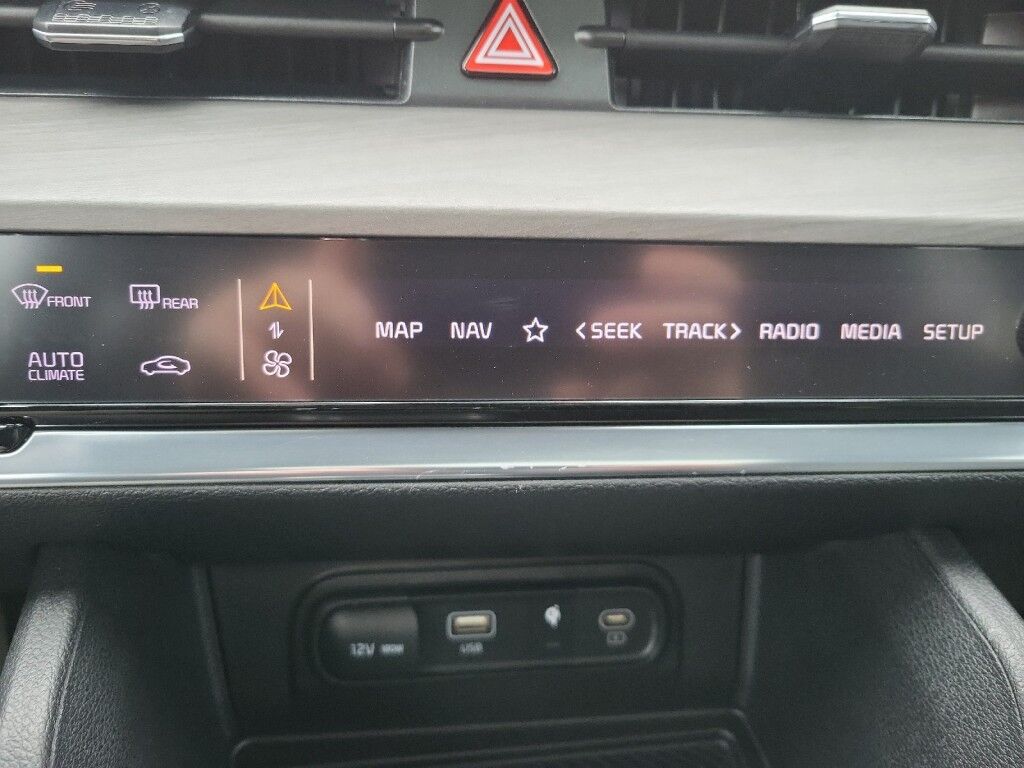 FRONT
REAR
AUTO
CLIMATE
MAP NAV <SEEK TRACK> RADIO MEDIA SETUP
12V
USB